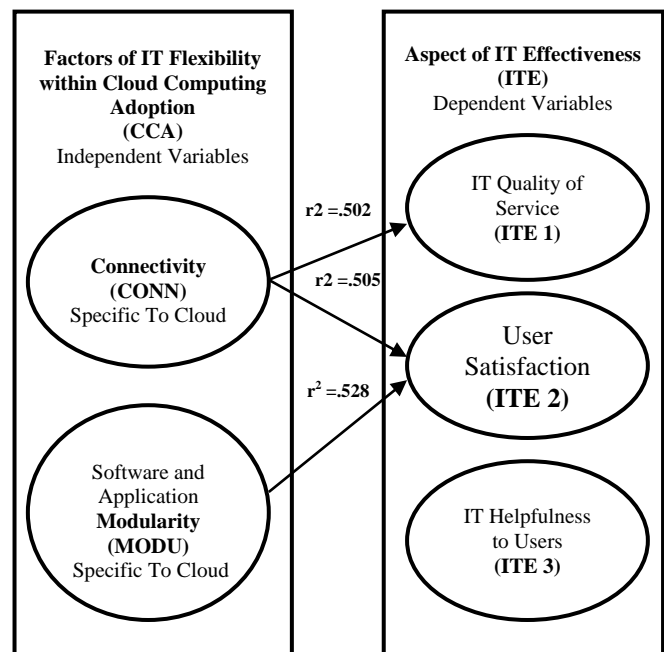 Factors of IT Flexibility
within Cloud Computing
Adoption
(CCA)
Independent Variables
Connectivity
(CONN)
Specific To Cloud
Software and
Application
Modularity
(MODU)
Specific To Cloud
r2 =.502
r2 =.505
r² =.528
Aspect of IT Effectiveness
(ITE)
Dependent Variables
IT Quality of
Service
(ITE 1)
User
Satisfaction
(ITE 2)
IT Helpfulness
to Users
(ITE 3)